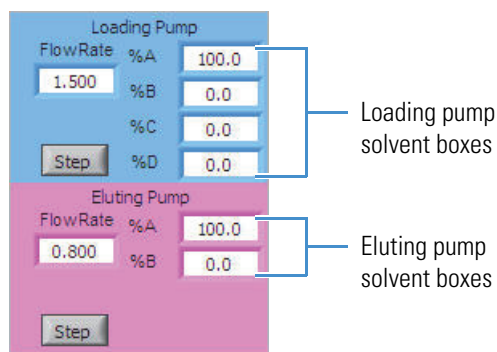 Loading Pump
FlowRate %A 100.0
1.500 %B 0.0
%C 0.0
Step %D 0.0
Loading pump
solvent boxes
Eluting Pump
FlowRate %A 100.0
0.800 %B 0.0
Step
Eluting pump
solvent boxes